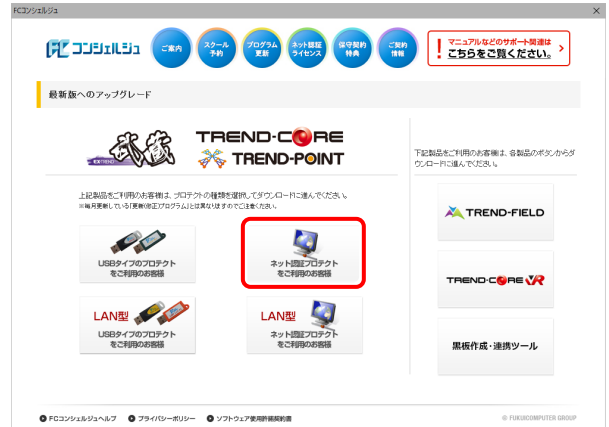 FCコンシェルジュ
FC コンシェルジュ
ご案内
スクール
予約
プログラム
更新
ネット認証
ライセンス
保守契約
特典
ご契約
情報
マニュアルなどのサポート関連は
こちらをご覧ください。
最新版へのアップグレード
EX-TREND 武蔵
TREND-CORE
TREND-POINT
上記製品をご利用のお客様は、プロテクトの種類を選択してダウンロードに進んでください。
※毎月更新している「更新(修正)プログラム」とは異なりますのでご注意ください。
USBタイプのプロテクト
をご利用のお客様
ネット認証プロテクト
をご利用のお客様
LAN型
USBタイプのプロテクト
をご利用のお客様
LAN型
ネット認証プロテクト
をご利用のお客様
下記製品をご利用のお客様は、各製品のボタンからダ
ウンロードに進んでください。
TREND-FIELD
TREND-CORE VR
黒板作成・連携ツール
FCコンシェルジュヘルプ
プライバシーポリシー
ソフトウェア使用許諾契約書
© FUKUICOMPUTER GROUP